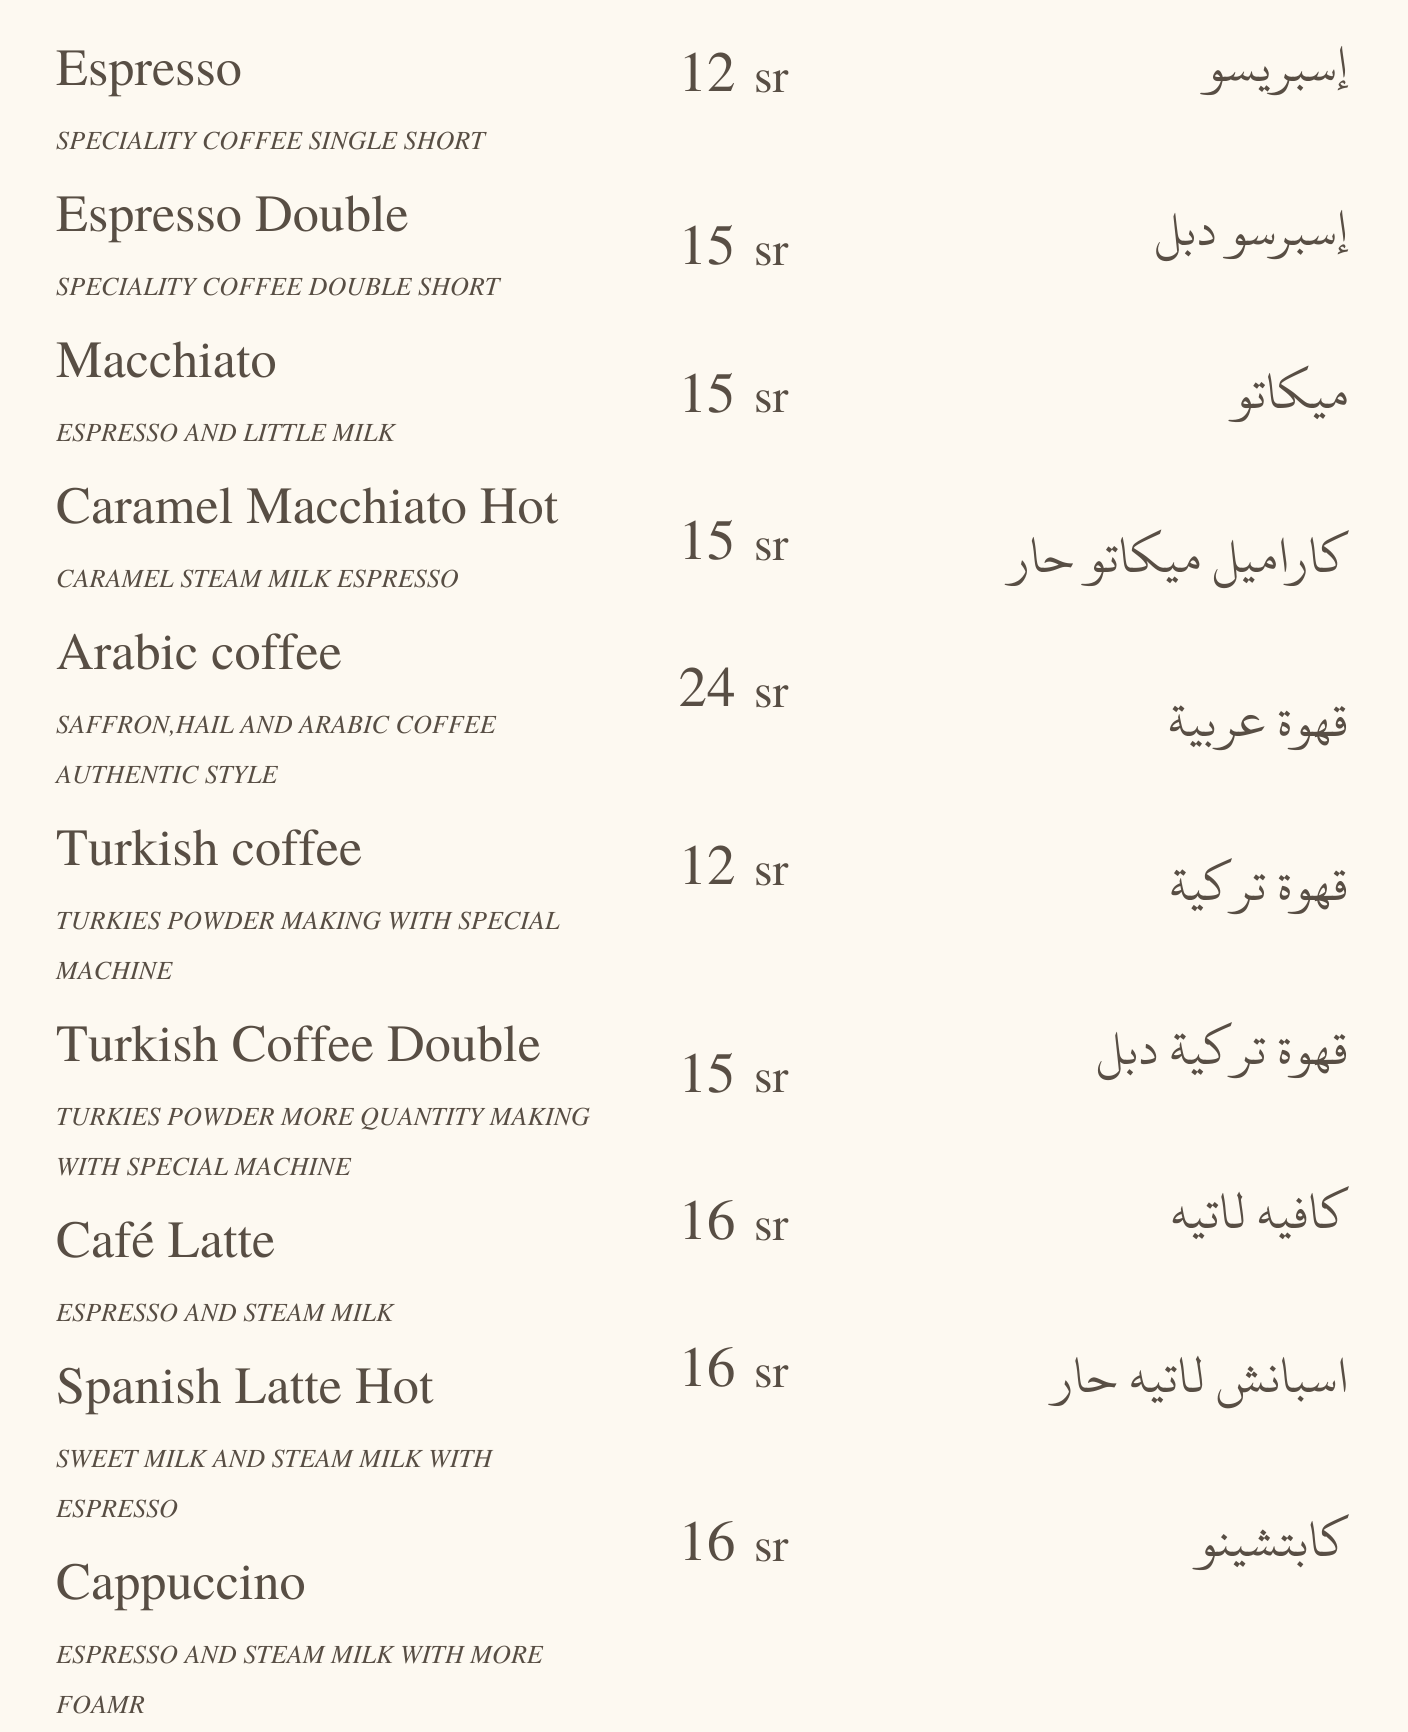 Espresso
12 sr
إسبريسو
SPECIALITY COFFEE SINGLE SHORT
Espresso Double
15 sr
إسبرسو دبل
SPECIALITY COFFEE DOUBLE SHORT
Macchiato
15 sr
ميكاتو
ESPRESSO AND LITTLE MILK
Caramel Macchiato Hot
15 sr
كاراميل ميكاتو حار
CARAMEL STEAM MILK ESPRESSO
Arabic coffee
24 sr
قهوة عربية
SAFFRON,HAIL AND ARABIC COFFEE
AUTHENTIC STYLE
Turkish coffee
12 sr
قهوة تركية
TURKIES POWDER MAKING WITH SPECIAL
MACHINE
Turkish Coffee Double
15 sr
قهوة تركية دبل
TURKIES POWDER MORE QUANTITY MAKING
WITH SPECIAL MACHINE
Café Latte
16 sr
كافيه لاتيه
ESPRESSO AND STEAM MILK
Spanish Latte Hot
16 sr
اسبانش لاتيه حار
SWEET MILK AND STEAM MILK WITH
ESPRESSO
Cappuccino
16 sr
كابتشينو
ESPRESSO AND STEAM MILK WITH MORE
FOAMR